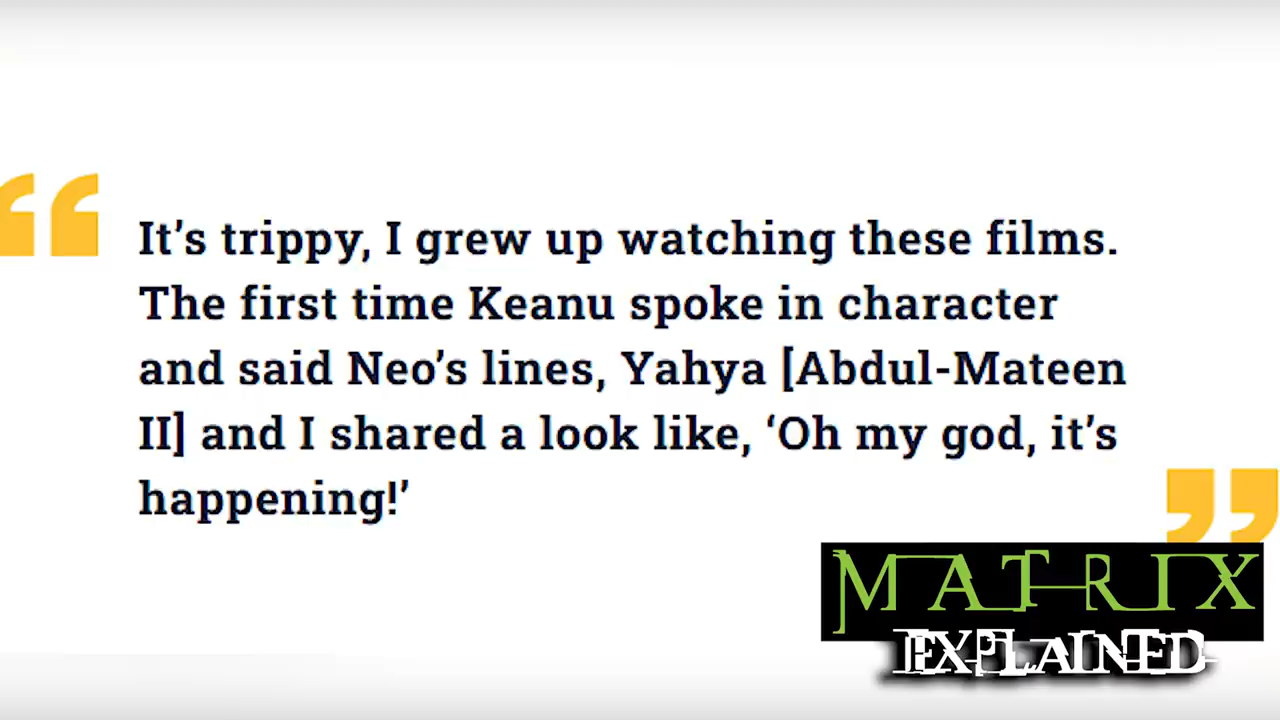 It’s trippy, I grew up watching these films.
The first time Keanu spoke in character
and said Neo’s lines, Yahya [Abdul-Mateen
II] and I shared a look like, ‘Oh my god, it’s
happening!’
MATRIX
EXPLAINED